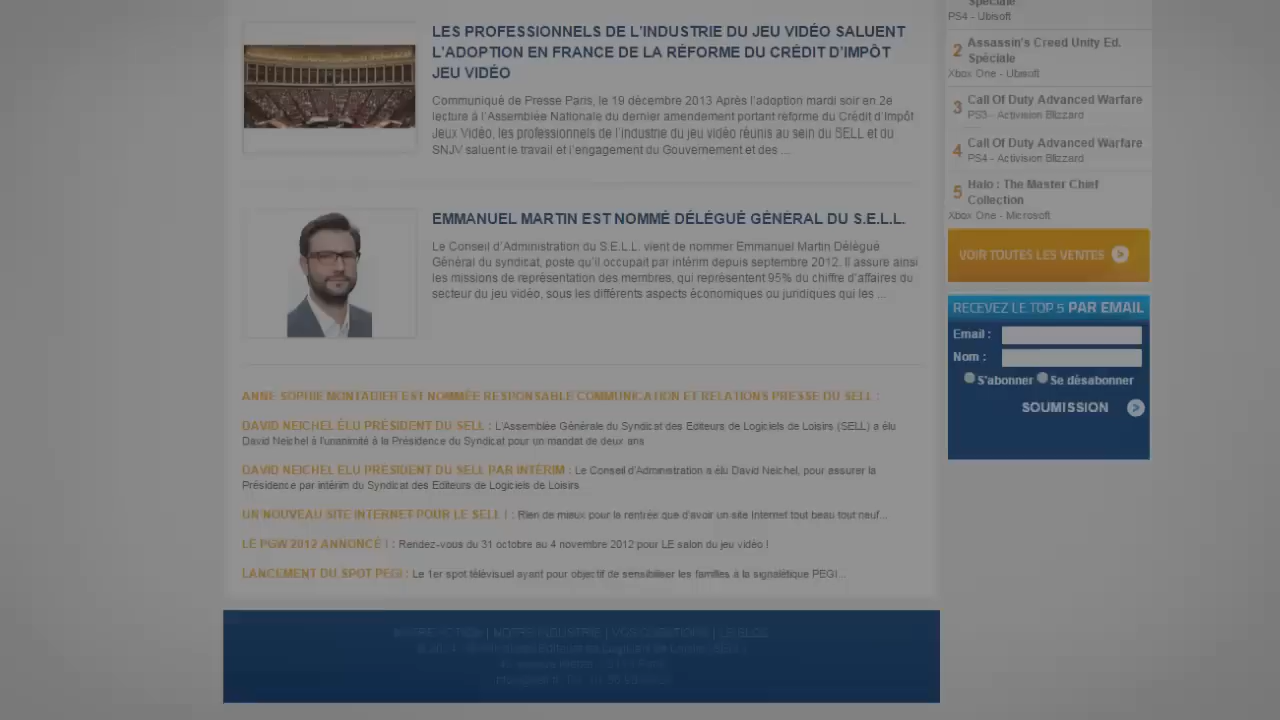 LES PROFESSIONNELS DE L'INDUSTRIE DU JEU VIDÉO SALUENT
L'ADOPTION EN FRANCE DE LA RÉFORME DU CRÉDIT D'IMPÔT
JEU VIDÉO
Communiqué de Presse Paris, le 19 décembre 2013 Après l'adoption mardi soir en 2e
lecture à l'Assemblée Nationale du dernier amendement portant réforme du Crédit d'Impôt
Jeux Vidéo, les professionnels de l'industrie du jeu vidéo réunis au sein du SELL et du
SNJV saluent le travail et l'engagement du Gouvernement et des ...
EMMANUEL MARTIN EST NOMMÉ DÉLÉGUÉ GÉNÉRAL DU S.E.L.L.
Le Conseil d'Administration du S.E.L.L. vient de nommer Emmanuel Martin Délégué
Général du syndicat, poste qu'il occupait par intérim depuis septembre 2012. Il assure ainsi
les missions de représentation des membres, qui représentent 95% du chiffre d'affaires du
secteur du jeu vidéo, sous les différents aspects économiques ou juridiques qui les ...
ANNE SOPHIE MONTADIER EST NOMMÉE RESPONSABLE COMMUNICATION ET RELATIONS PRESSE DU SELL :
DAVID NEICHEL ÉLU PRÉSIDENT DU SELL : L'Assemblée Générale du Syndicat des Editeurs de Logiciels de Loisirs (SELL) a élu
David Neichel à l'unanimité à la Présidence du Syndicat pour un mandat de deux ans
DAVID NEICHEL ELU PRESIDENT DU SELL PAR INTÉRIM : Le Conseil d'Administration a élu David Neichel, pour assurer la
Présidence par intérim du Syndicat des Editeurs de Logiciels de Loisirs
UN NOUVEAU SITE INTERNET POUR LE SELL ! : Rien de mieux pour la rentrée que d'avoir un site Internet tout beau tout neuf...
LE PGW 2012 ANNONCÉ ! : Rendez-vous du 31 octobre au 4 novembre 2012 pour LE salon du jeu vidéo !
LANCEMENT DU SPOT PEGI : Le 1er spot télévisuel ayant pour objectif de sensibiliser les familles à la signalétique PEGI...
Spéciale
PS4 - Ubisoft
2 Assassin's Creed Unity Ed.
Spéciale
Xbox One - Ubisoft
3 Call Of Duty Advanced Warfare
PS3 - Activision Blizzard
4 Call Of Duty Advanced Warfare
PS4 - Activision Blizzard
5 Halo : The Master Chief
Collection
Xbox One - Microsoft
VOIR TOUTES LES VENTES
RECEVEZ LE TOP 5 PAR EMAIL
Email :
Nom :
S'abonner Se désabonner
SOUMISSION
| NOTRE INDUSTRIE | VOS QUESTIONS | LE BLOG